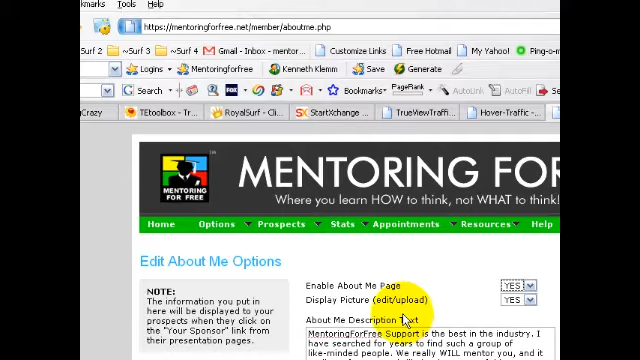 okmarks Tools Help
https://mentoringforfree.net/member/aboutme.php
Surf 2 ~Surf 3 ~Surf 4 Gmail - Inbox - mentor... Customize Links Free Hotmail My Yahoo! Ping-o-m
Logins Mentoringforfree Kenneth Klemm Save Generate
Search Bookmarks PageRank AutoLink AutoFill
gCrazy TEtoolbox - Tr... RoyalSurf - Cli... StartXchange ... TrueViewTraffi... Hover-Traffic -...
MENTORING FOR
MENTORING
FOR FREE
Where you learn HOW to think, not WHAT to think!
Home Options Prospects Stats Appointments Resources Help
Edit About Me Options
NOTE:
The information you put
in here will be displayed to
your prospects when they click
on the "Your Sponsor" link from
their presentation pages.
Enable About Me Page YES
Display Picture (edit/upload) YES
About Me Description Text
MentoringForFree Support is the best in the industry. I
have searched for years to find such a group of
like-minded people. We really WILL mentor you, and it